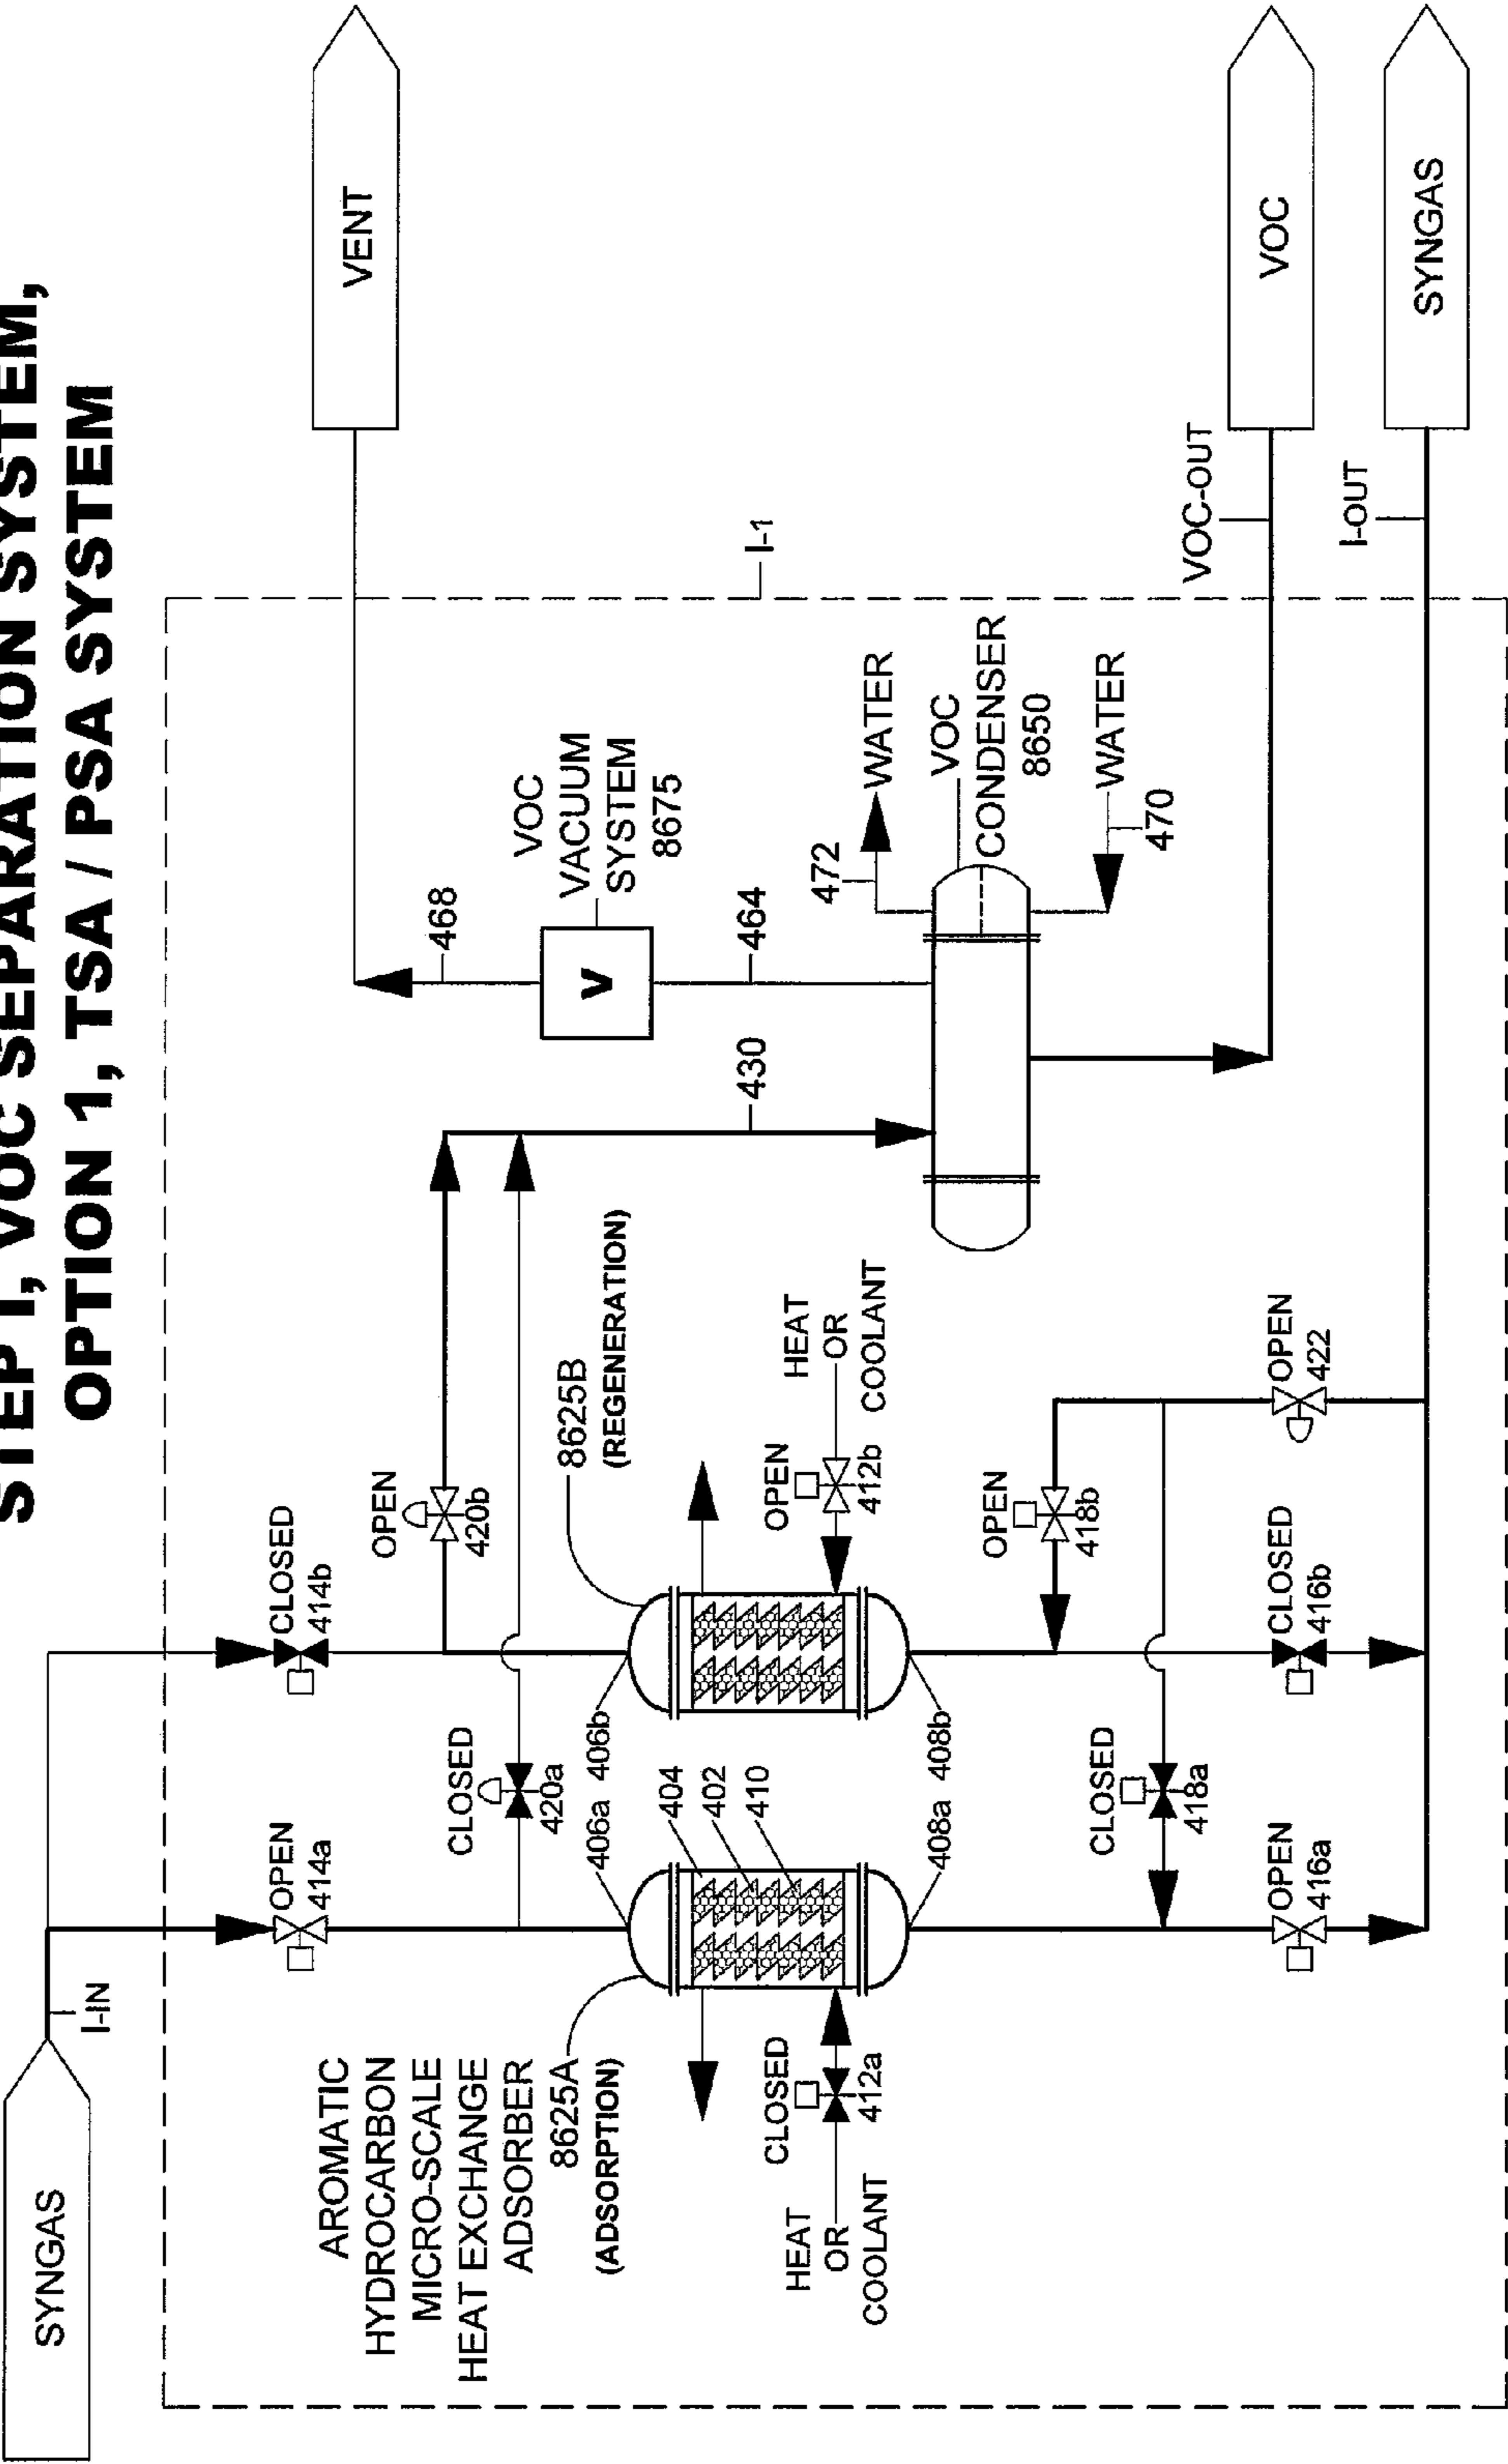 STEP I, VOC SEPARATION SYSTEM,
OPTION 1, TSA / PSA SYSTEM
SYNGAS
I-IN
OPEN
414a
CLOSED
414b
VENT
AROMATIC
HYDROCARBON
MICRO-SCALE
HEAT EXCHANGE
ADSORBER
8625A
(ADSORPTION)
CLOSED
420a
OPEN
420b
406a
406b
8625B
(REGENERATION)
404
402
410
468
VOC
VACUUM
SYSTEM
8675
V
464
430
I-1
HEAT
OR
COOLANT
CLOSED
412a
OPEN
412b
HEAT
OR
COOLANT
472
WATER
VOC
CONDENSER
8650
WATER
470
408a
408b
CLOSED
418a
OPEN
418b
OPEN
416a
CLOSED
416b
OPEN
422
VOC-OUT
VOC
I-OUT
SYNGAS